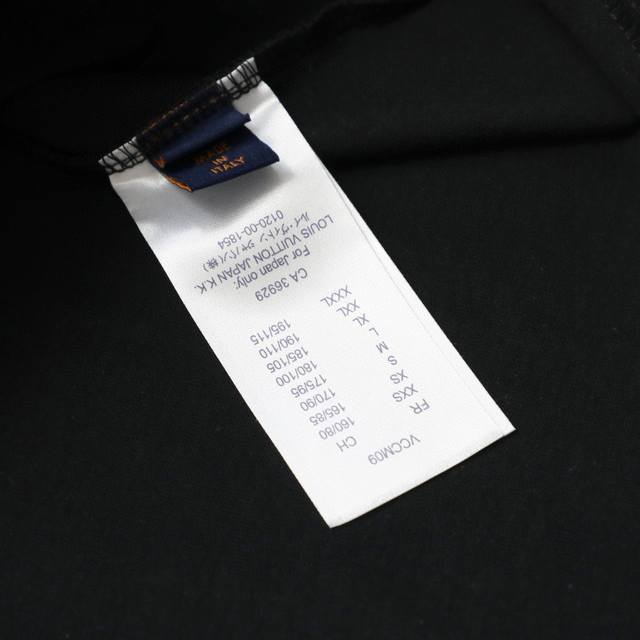 MADE
IN
ITALY
VCCM09
FR CH
XXS 160/80
XS 165/85
S 170/90
M 175/95
L 180/100
XL 185/105
XXL 190/110
XXXL 195/115
CA 36929
For Japan only:
LOUIS VUITTON JAPAN K.K.
ルイ・ヴィトン ジャパン(株)
0120-00-1854